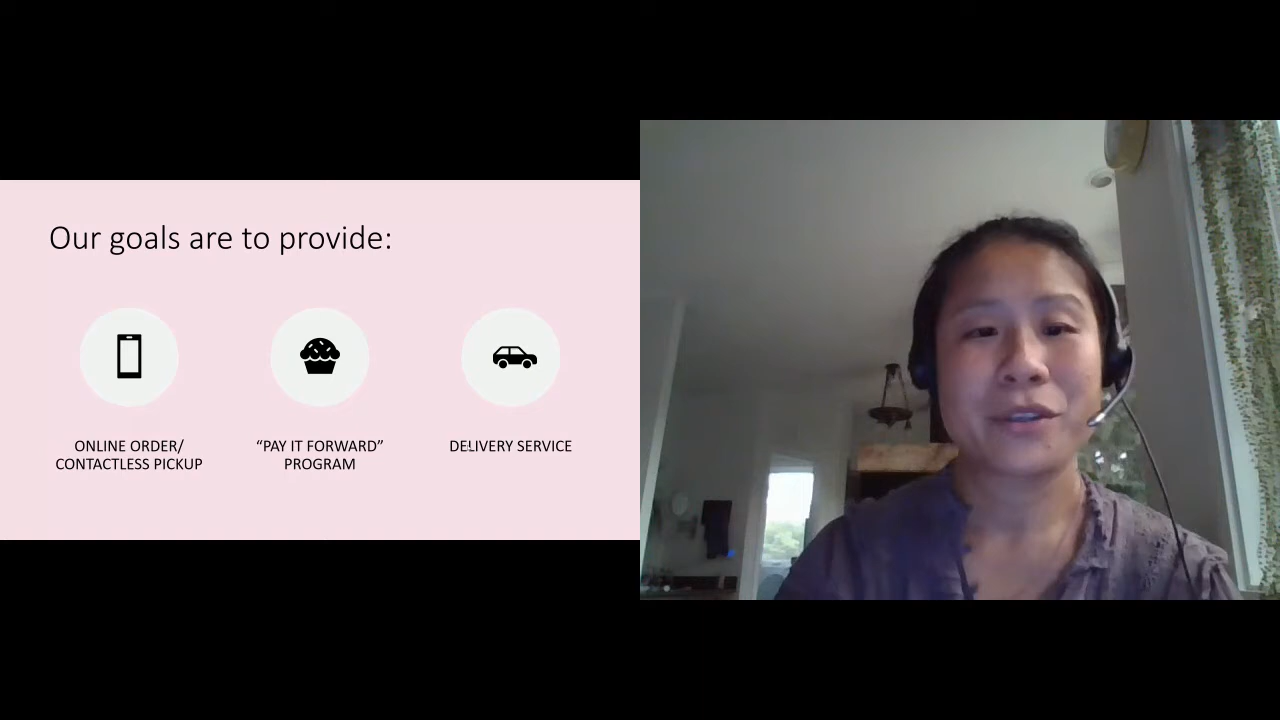 Our goals are to provide:
ONLINE ORDER/
CONTACTLESS PICKUP
“PAY IT FORWARD”
PROGRAM
DELIVERY SERVICE